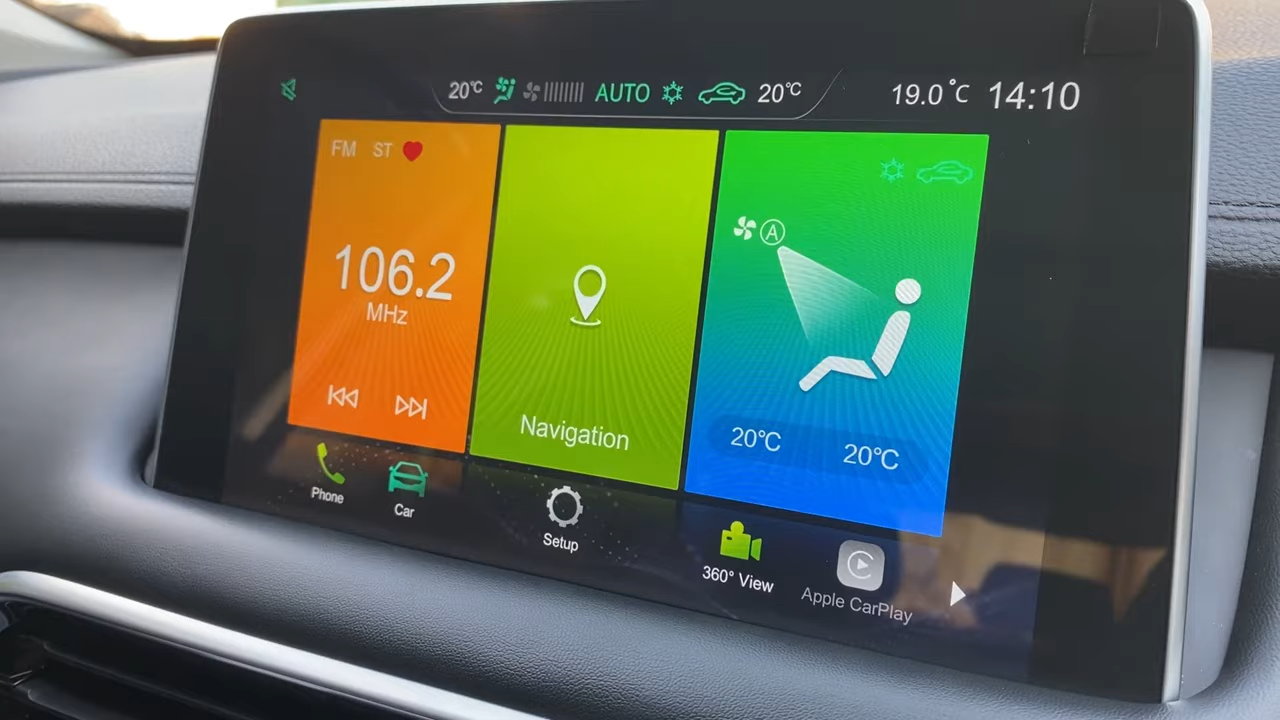 20°C AUTO 20°C 19.0°C 14:10
FM ST
106.2
MHz
Navigation
A
20°C 20°C
Phone
Car
Setup
360° View
Apple CarPlay